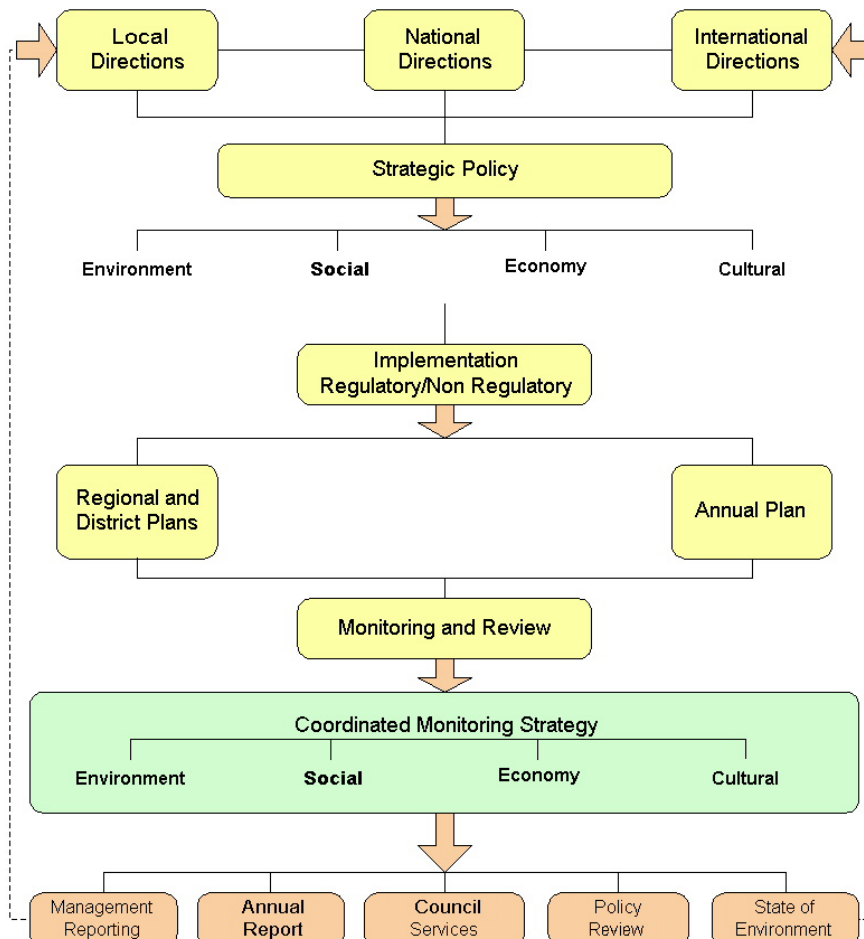 Local
Directions
National
Directions
International
Directions
Strategic Policy
Environment
Social
Economy
Cultural
Implementation
Regulatory/Non Regulatory
Regional and
District Plans
Annual Plan
Monitoring and Review
Coordinated Monitoring Strategy
Environment
Social
Economy
Cultural
Management
Reporting
Annual
Report
Council
Services
Policy
Review
State of
Environment